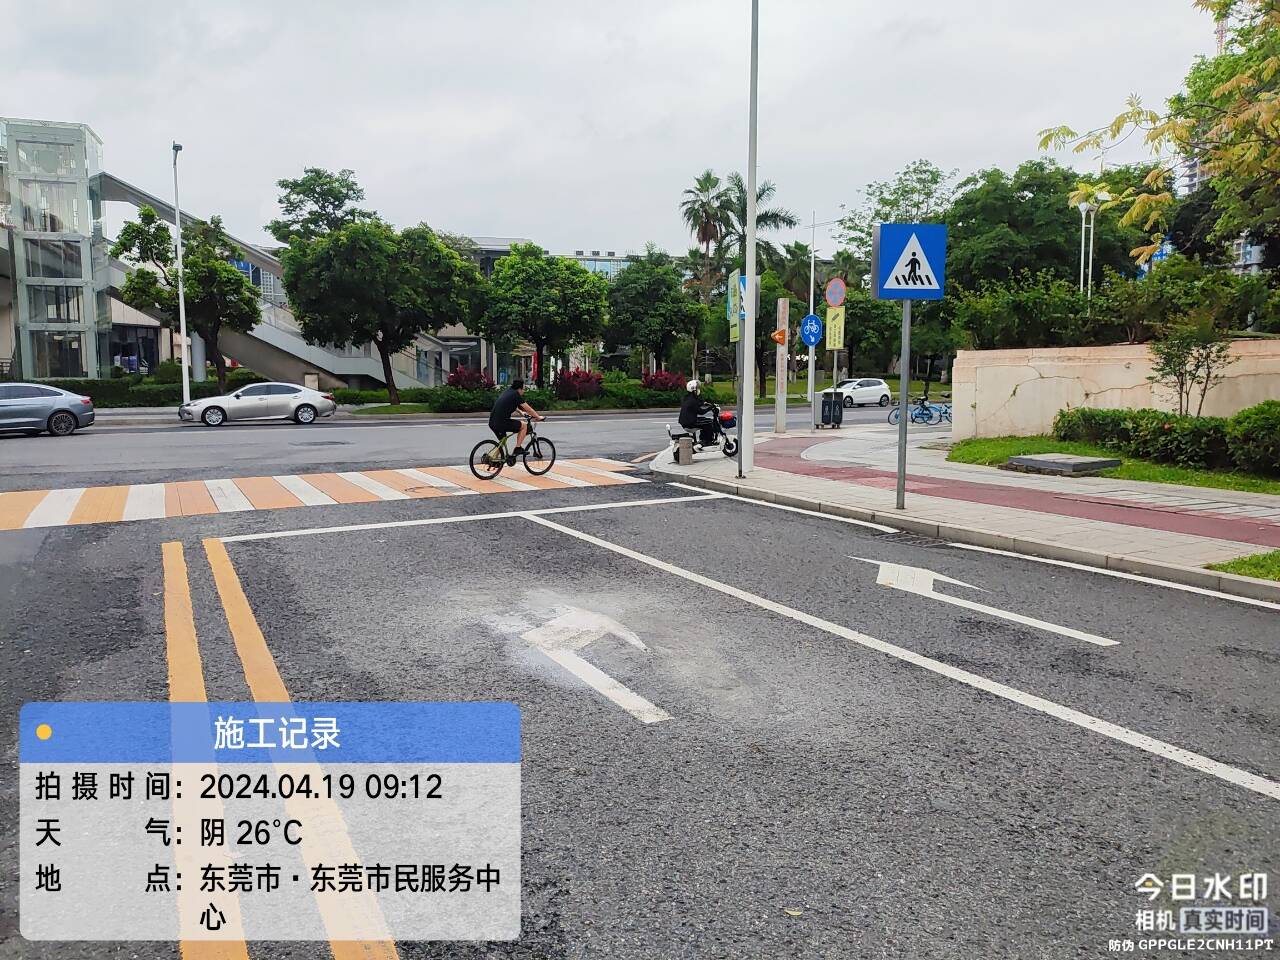 施工记录
拍摄时间：2024.04.19 09:12
天气：阴 26°C
地点：东莞市·东莞市民服务中
心
今日水印
相机 真实时间
防伪 GPPGLE2CNH11PT